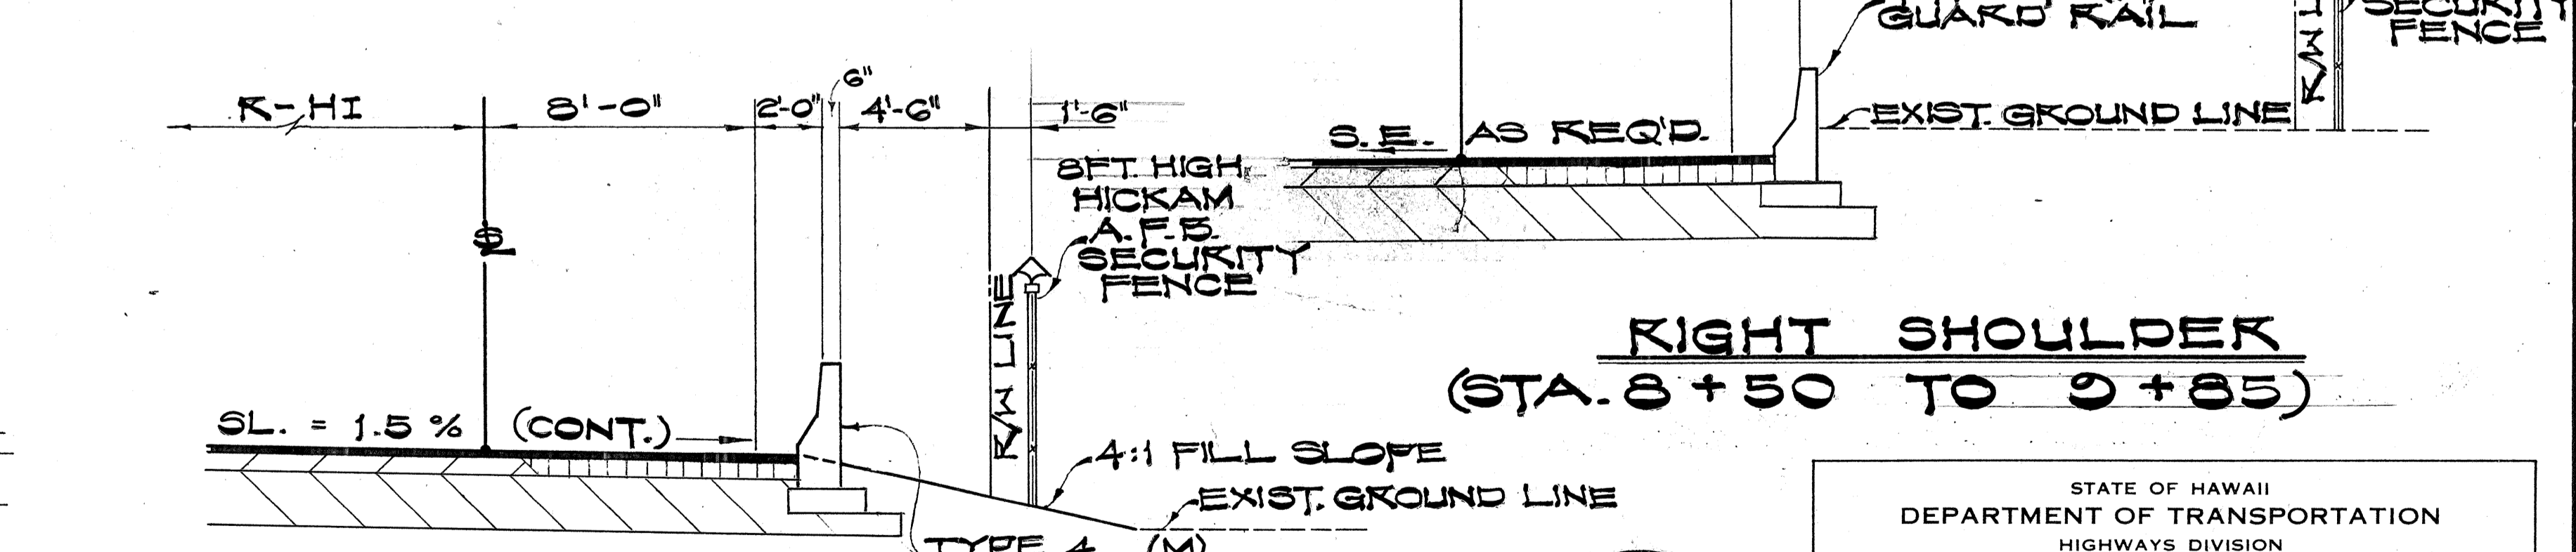 R-HI
8'-0"
2'-0"
6"
4'-6"
1'-6"
8FT. HIGH
HICKAM
A.F.B.
SECURITY
FENCE
R/W LINE
SL. = 1.5 % (CONT.)
4:1 FILL SLOPE
EXIST. GROUND LINE
TYPE 4
(M)
GUARD RAIL
SECURITY
FENCE
R/W
EXIST. GROUND LINE
S.E. AS REQ'D.
RIGHT SHOULDER
(STA. 8+50 TO 9+85)
STATE OF HAWAII
DEPARTMENT OF TRANSPORTATION
HIGHWAYS DIVISION